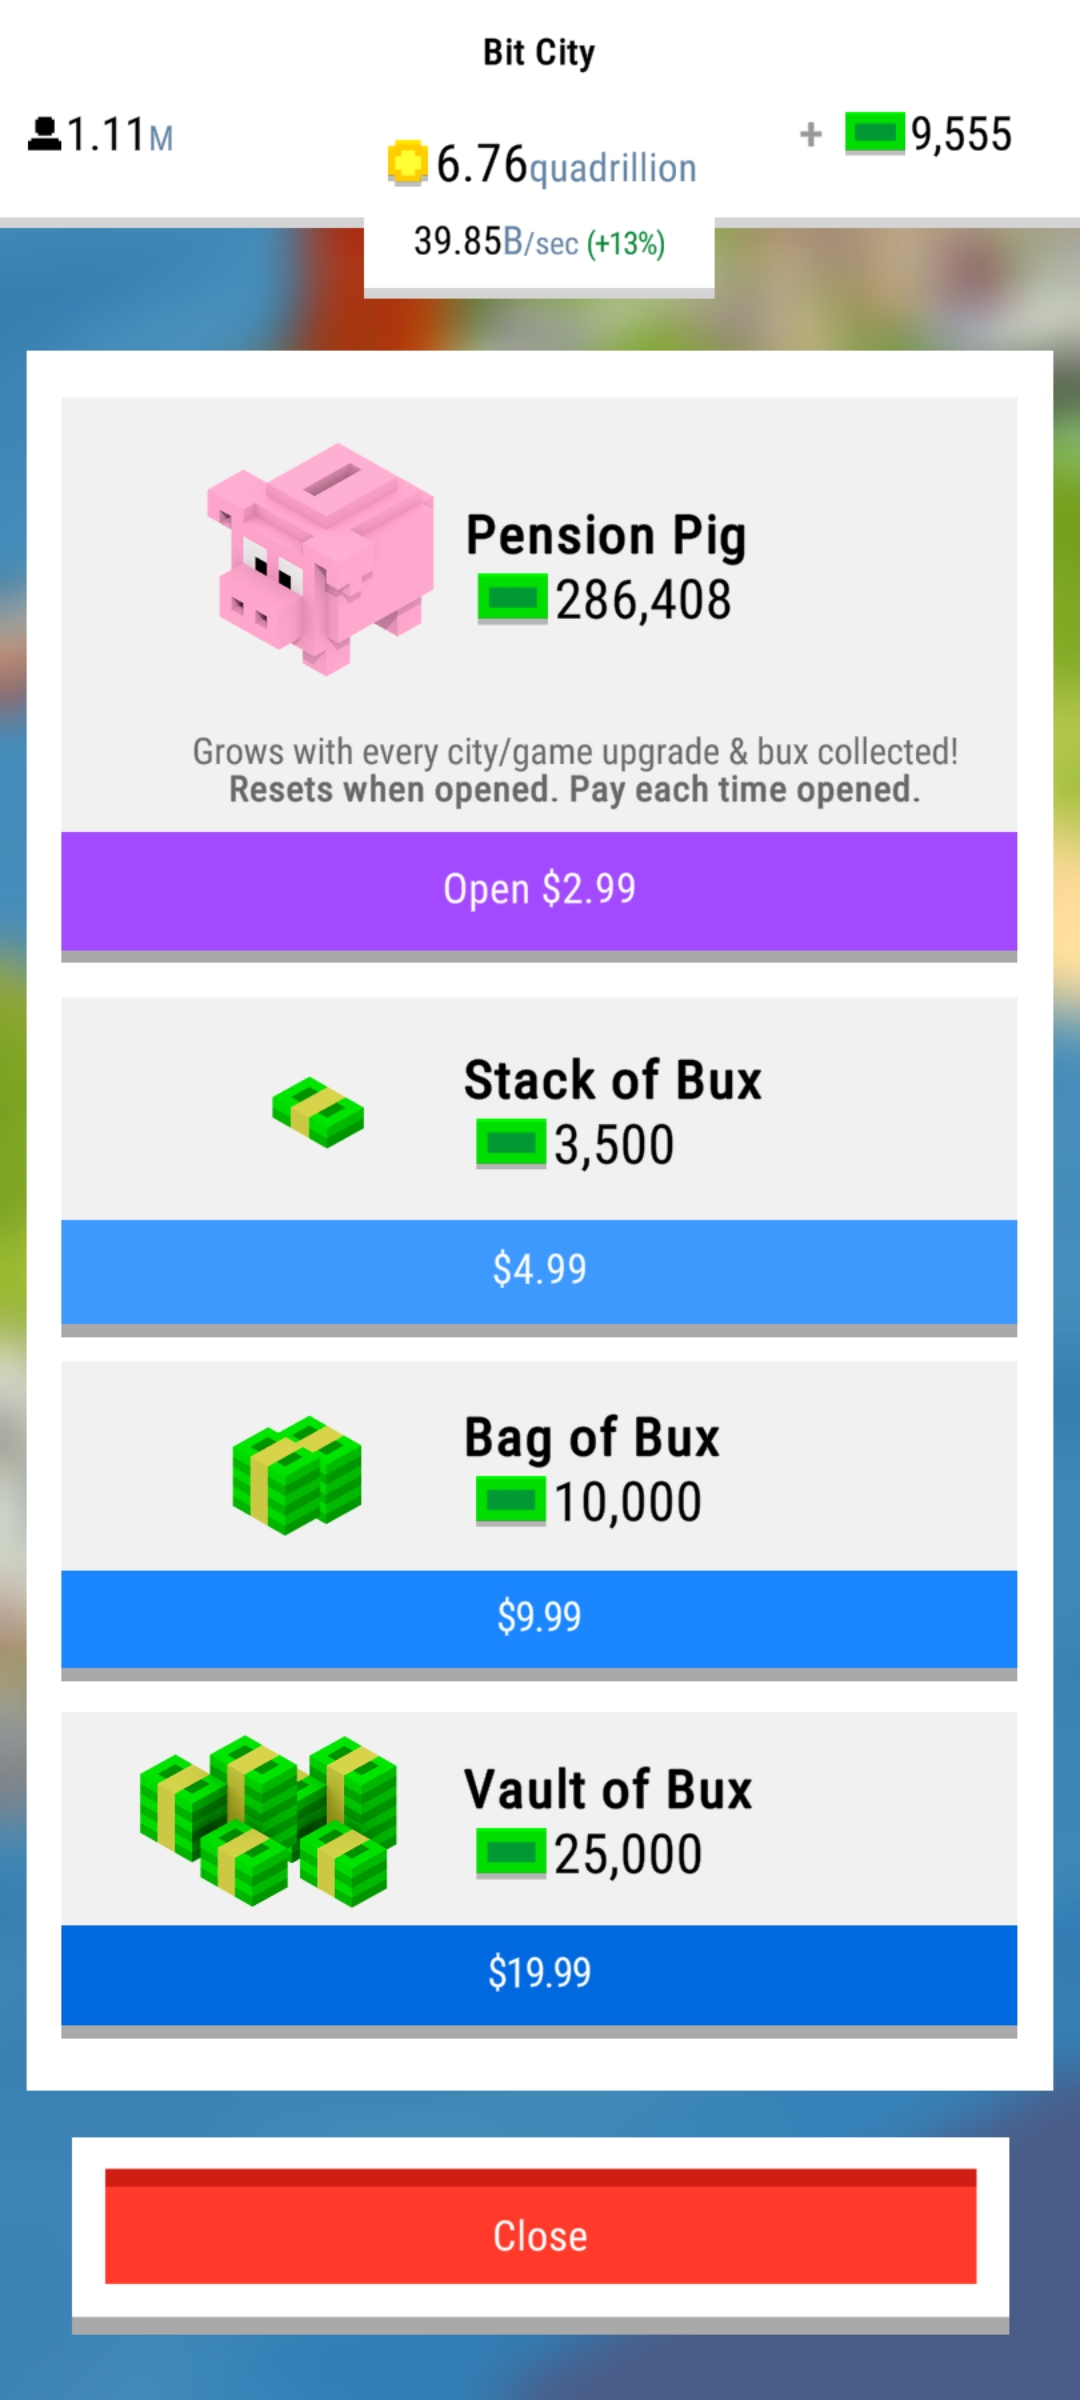 Bit City
1.11M
6.76quadrillion
+ 9,555
39.85B/sec (+13%)
Pension Pig
286,408
Grows with every city/game upgrade & bux collected!
Resets when opened. Pay each time opened.
Open $2.99
Stack of Bux
3,500
$4.99
Bag of Bux
10,000
$9.99
Vault of Bux
25,000
$19.99
Close